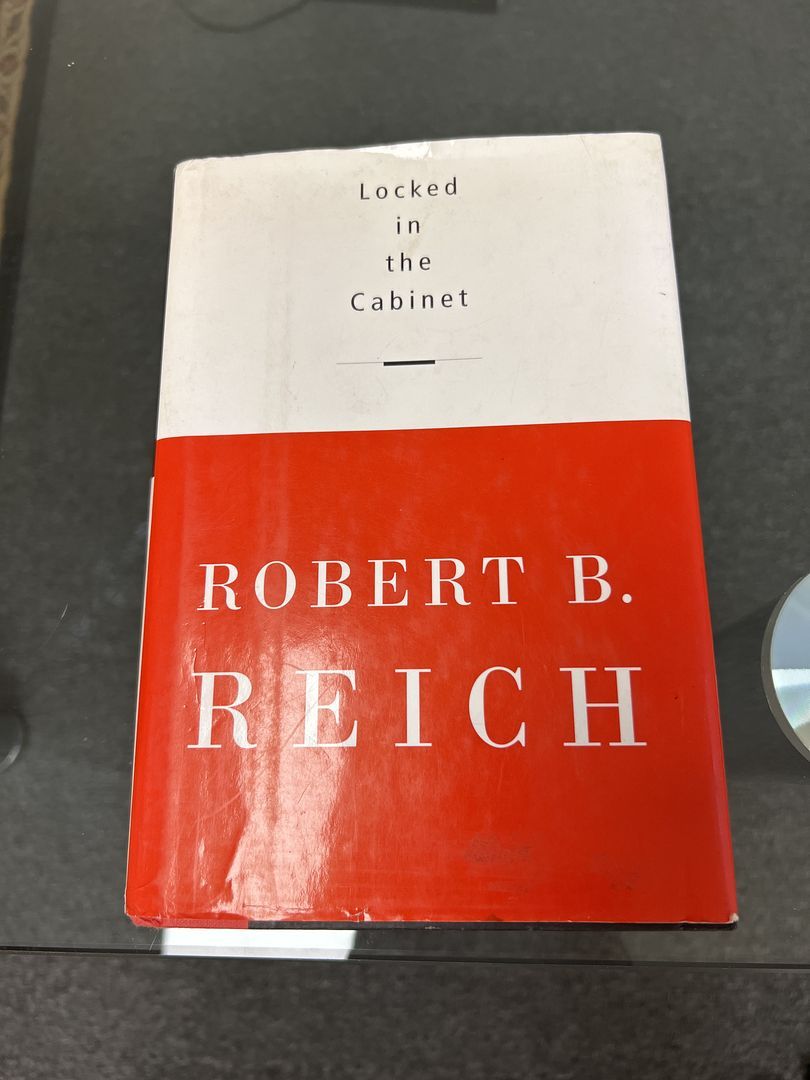 Locked
in
the
Cabinet
ROBERT B.
REICH